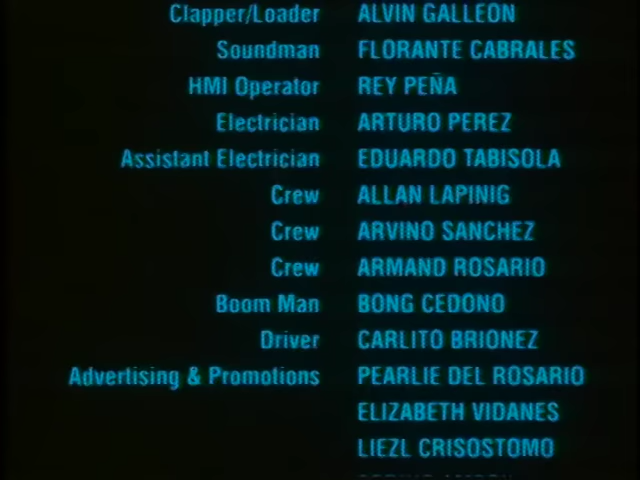 Clapper/Loader ALVIN GALLEON
Soundman FLORANTE CABRALES
HMI Operator REY PEÑA
Electrician ARTURO PEREZ
Assistant Electrician EDUARDO TABISOLA
Crew ALLAN LAPINIG
Crew ARVINO SANCHEZ
Crew ARMAND ROSARIO
Boom Man BONG CEDONO
Driver CARLITO BRIONEZ
Advertising & Promotions PEARLIE DEL ROSARIO
ELIZABETH VIDANES
LIEZL CRISOSTOMO